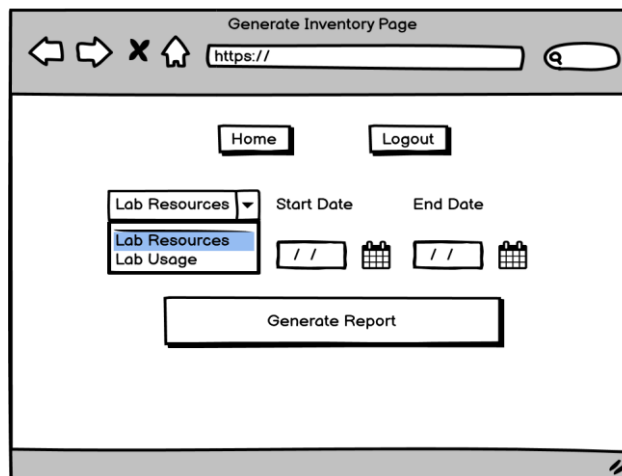 Generate Inventory Page
https://
Home Logout
Lab Resources Start Date End Date
Lab Resources
Lab Usage
/ / / /
Generate Report